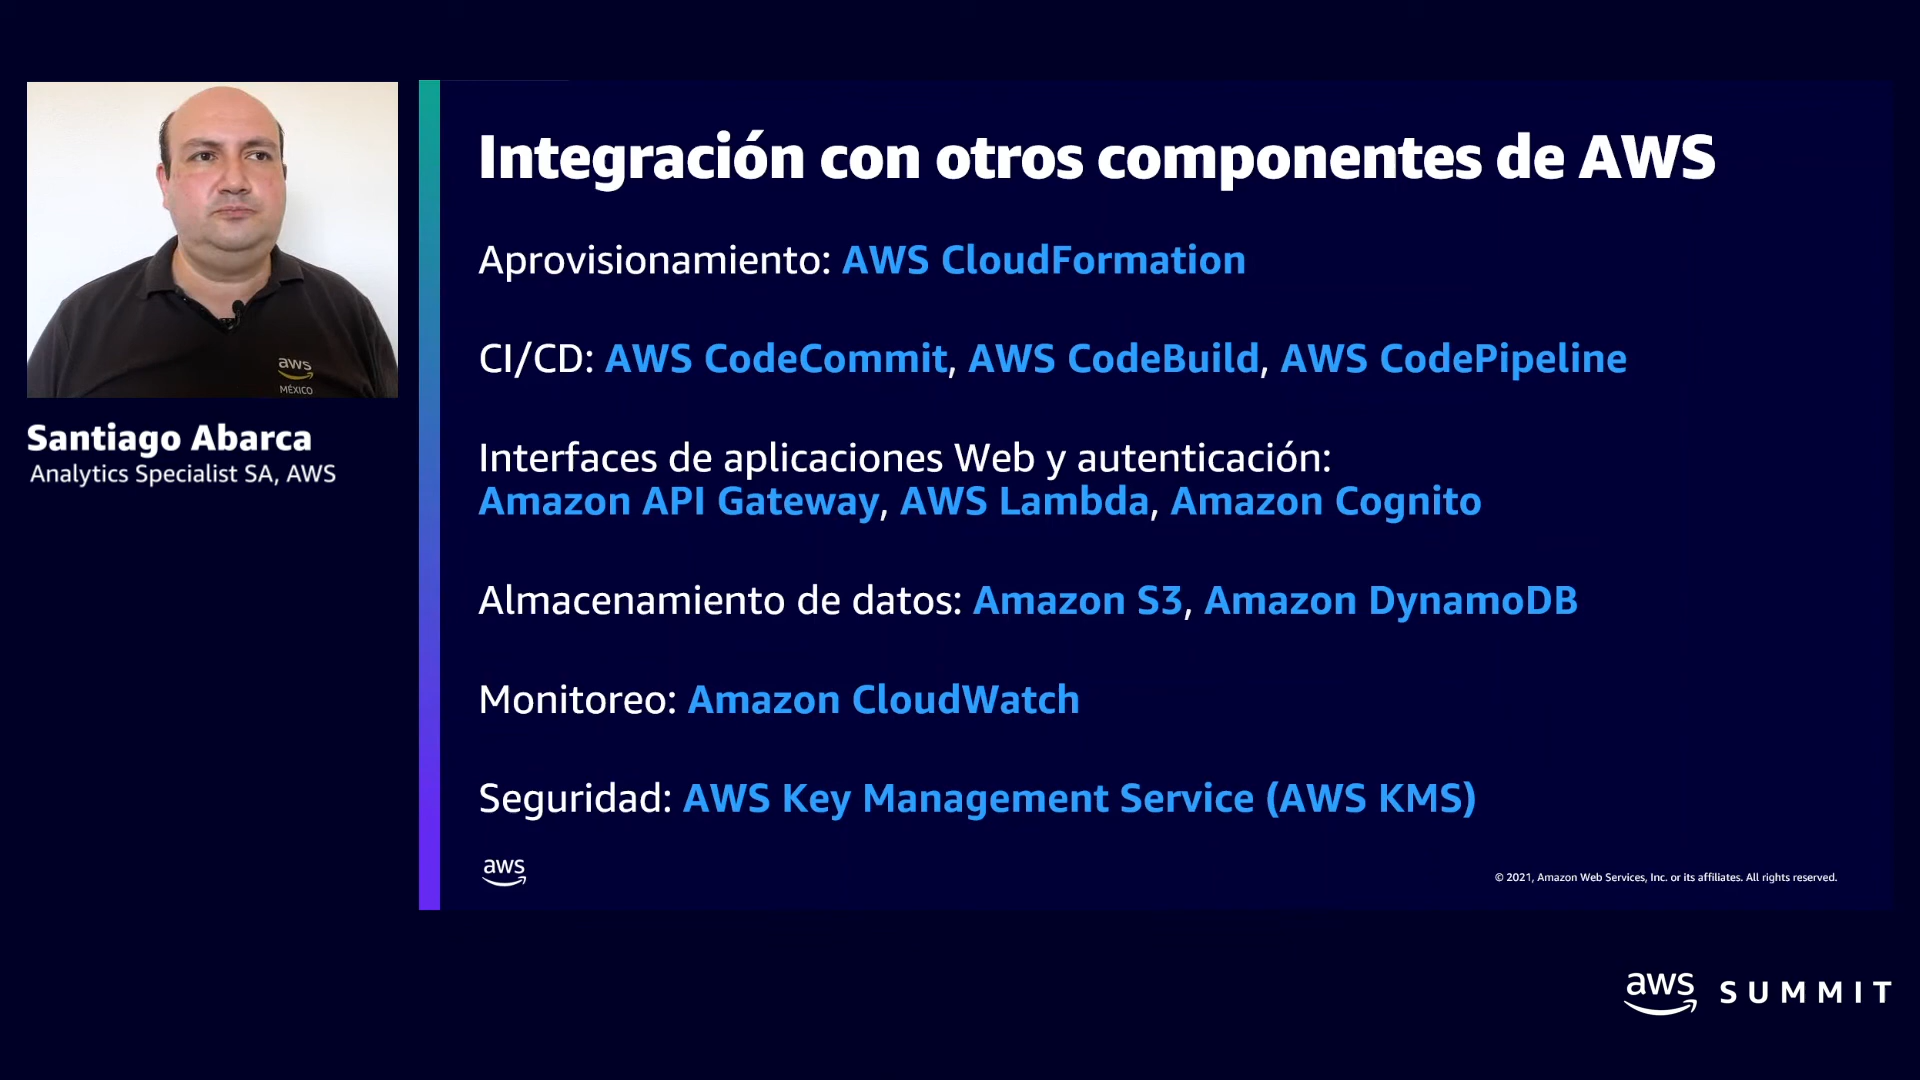 aws
MÉXICO
Santiago Abarca
Analytics Specialist SA, AWS
Integración con otros componentes de AWS
Aprovisionamiento: AWS CloudFormation
CI/CD: AWS CodeCommit, AWS CodeBuild, AWS CodePipeline
Interfaces de aplicaciones Web y autenticación:
Amazon API Gateway, AWS Lambda, Amazon Cognito
Almacenamiento de datos: Amazon S3, Amazon DynamoDB
Monitoreo: Amazon CloudWatch
Seguridad: AWS Key Management Service (AWS KMS)
aws
© 2021, Amazon Web Services, Inc. or its affiliates. All rights reserved.
aws SUMMIT